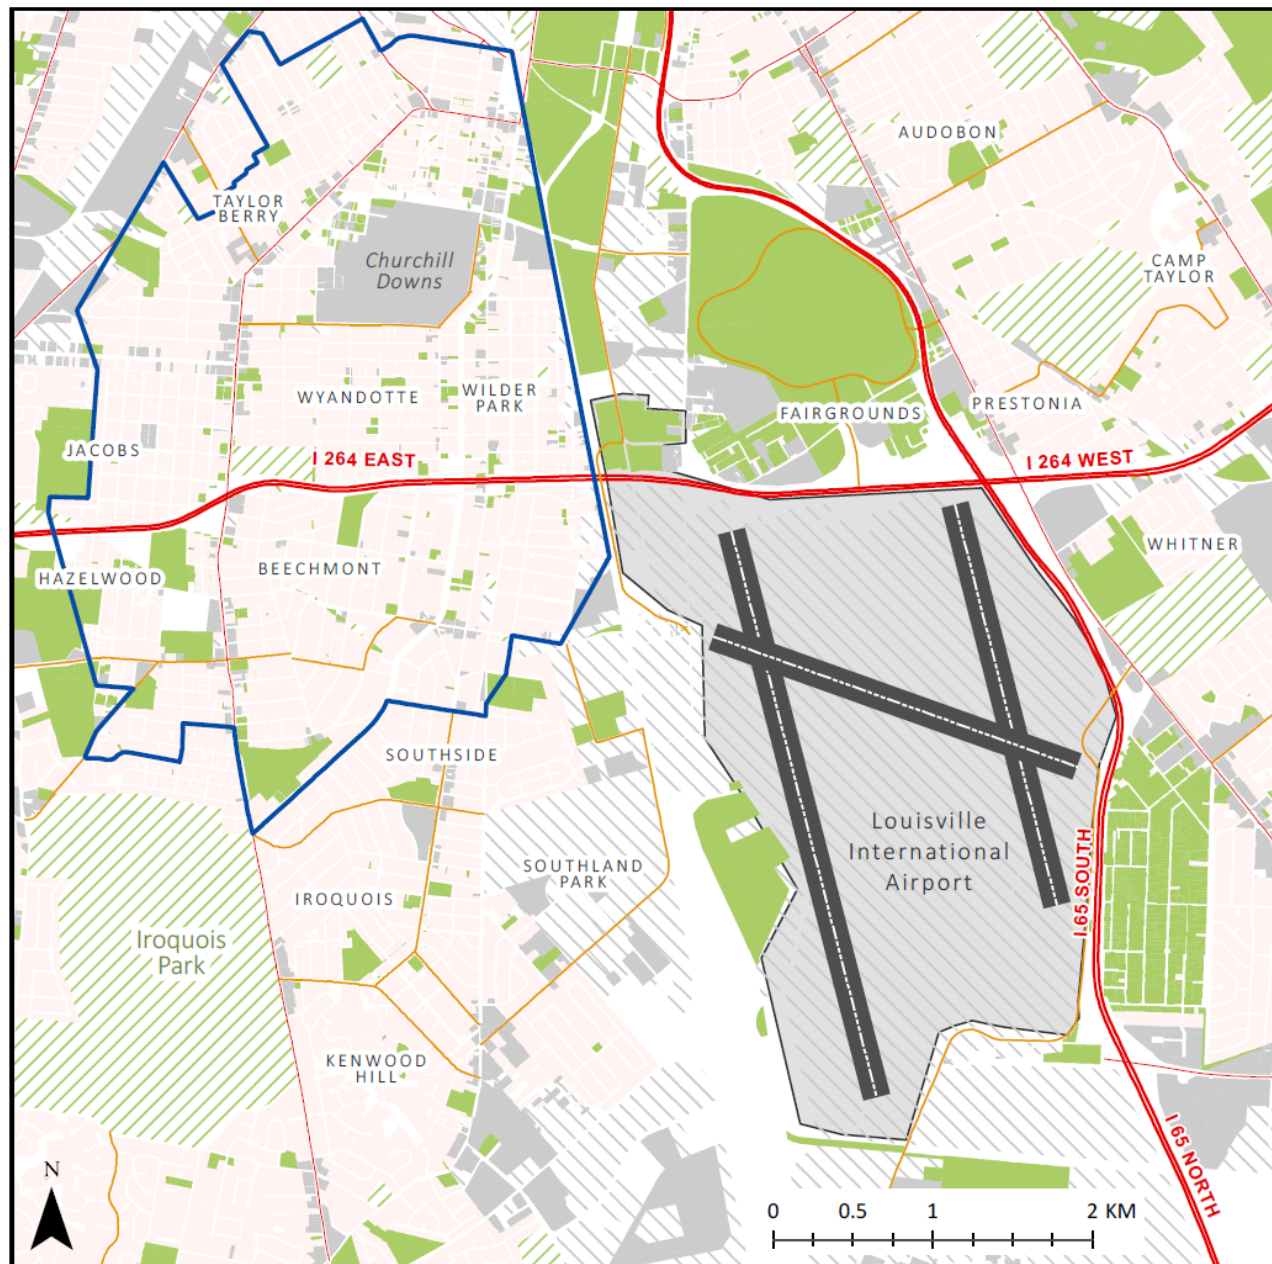 AUDOBON
TAYLOR
BERRY
Churchill
Downs
CAMP
TAYLOR
WYANDOTTE
WILDER
PARK
FAIRGROUNDS
PRESTONIA
JACOBS
I 264 EAST
I 264 WEST
WHITNER
HAZELWOOD
BEECHMONT
SOUTHSIDE
Louisville
International
Airport
SOUTHLAND
PARK
I 65 SOUTH
IROQUOIS
Iroquois
Park
KENWOOD
HILL
I 65 NORTH
N
0 0.5 1 2 KM